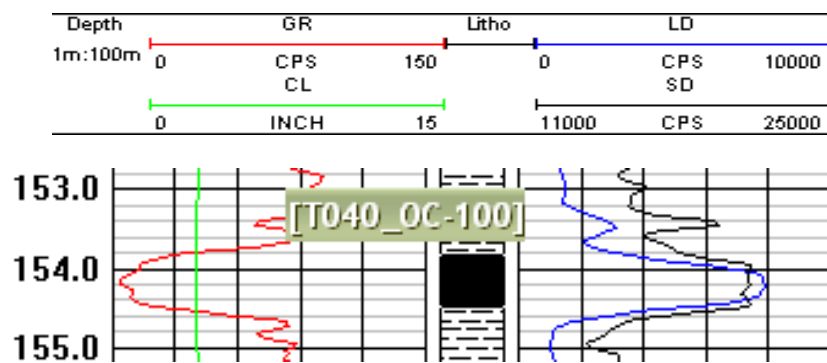 Depth GR Litho LD
1m:100m 0 CPS 150 0 CPS 10000
CL SD
0 INCH 15 11000 CPS 25000
153.0
[T040_OC-100]
154.0
155.0